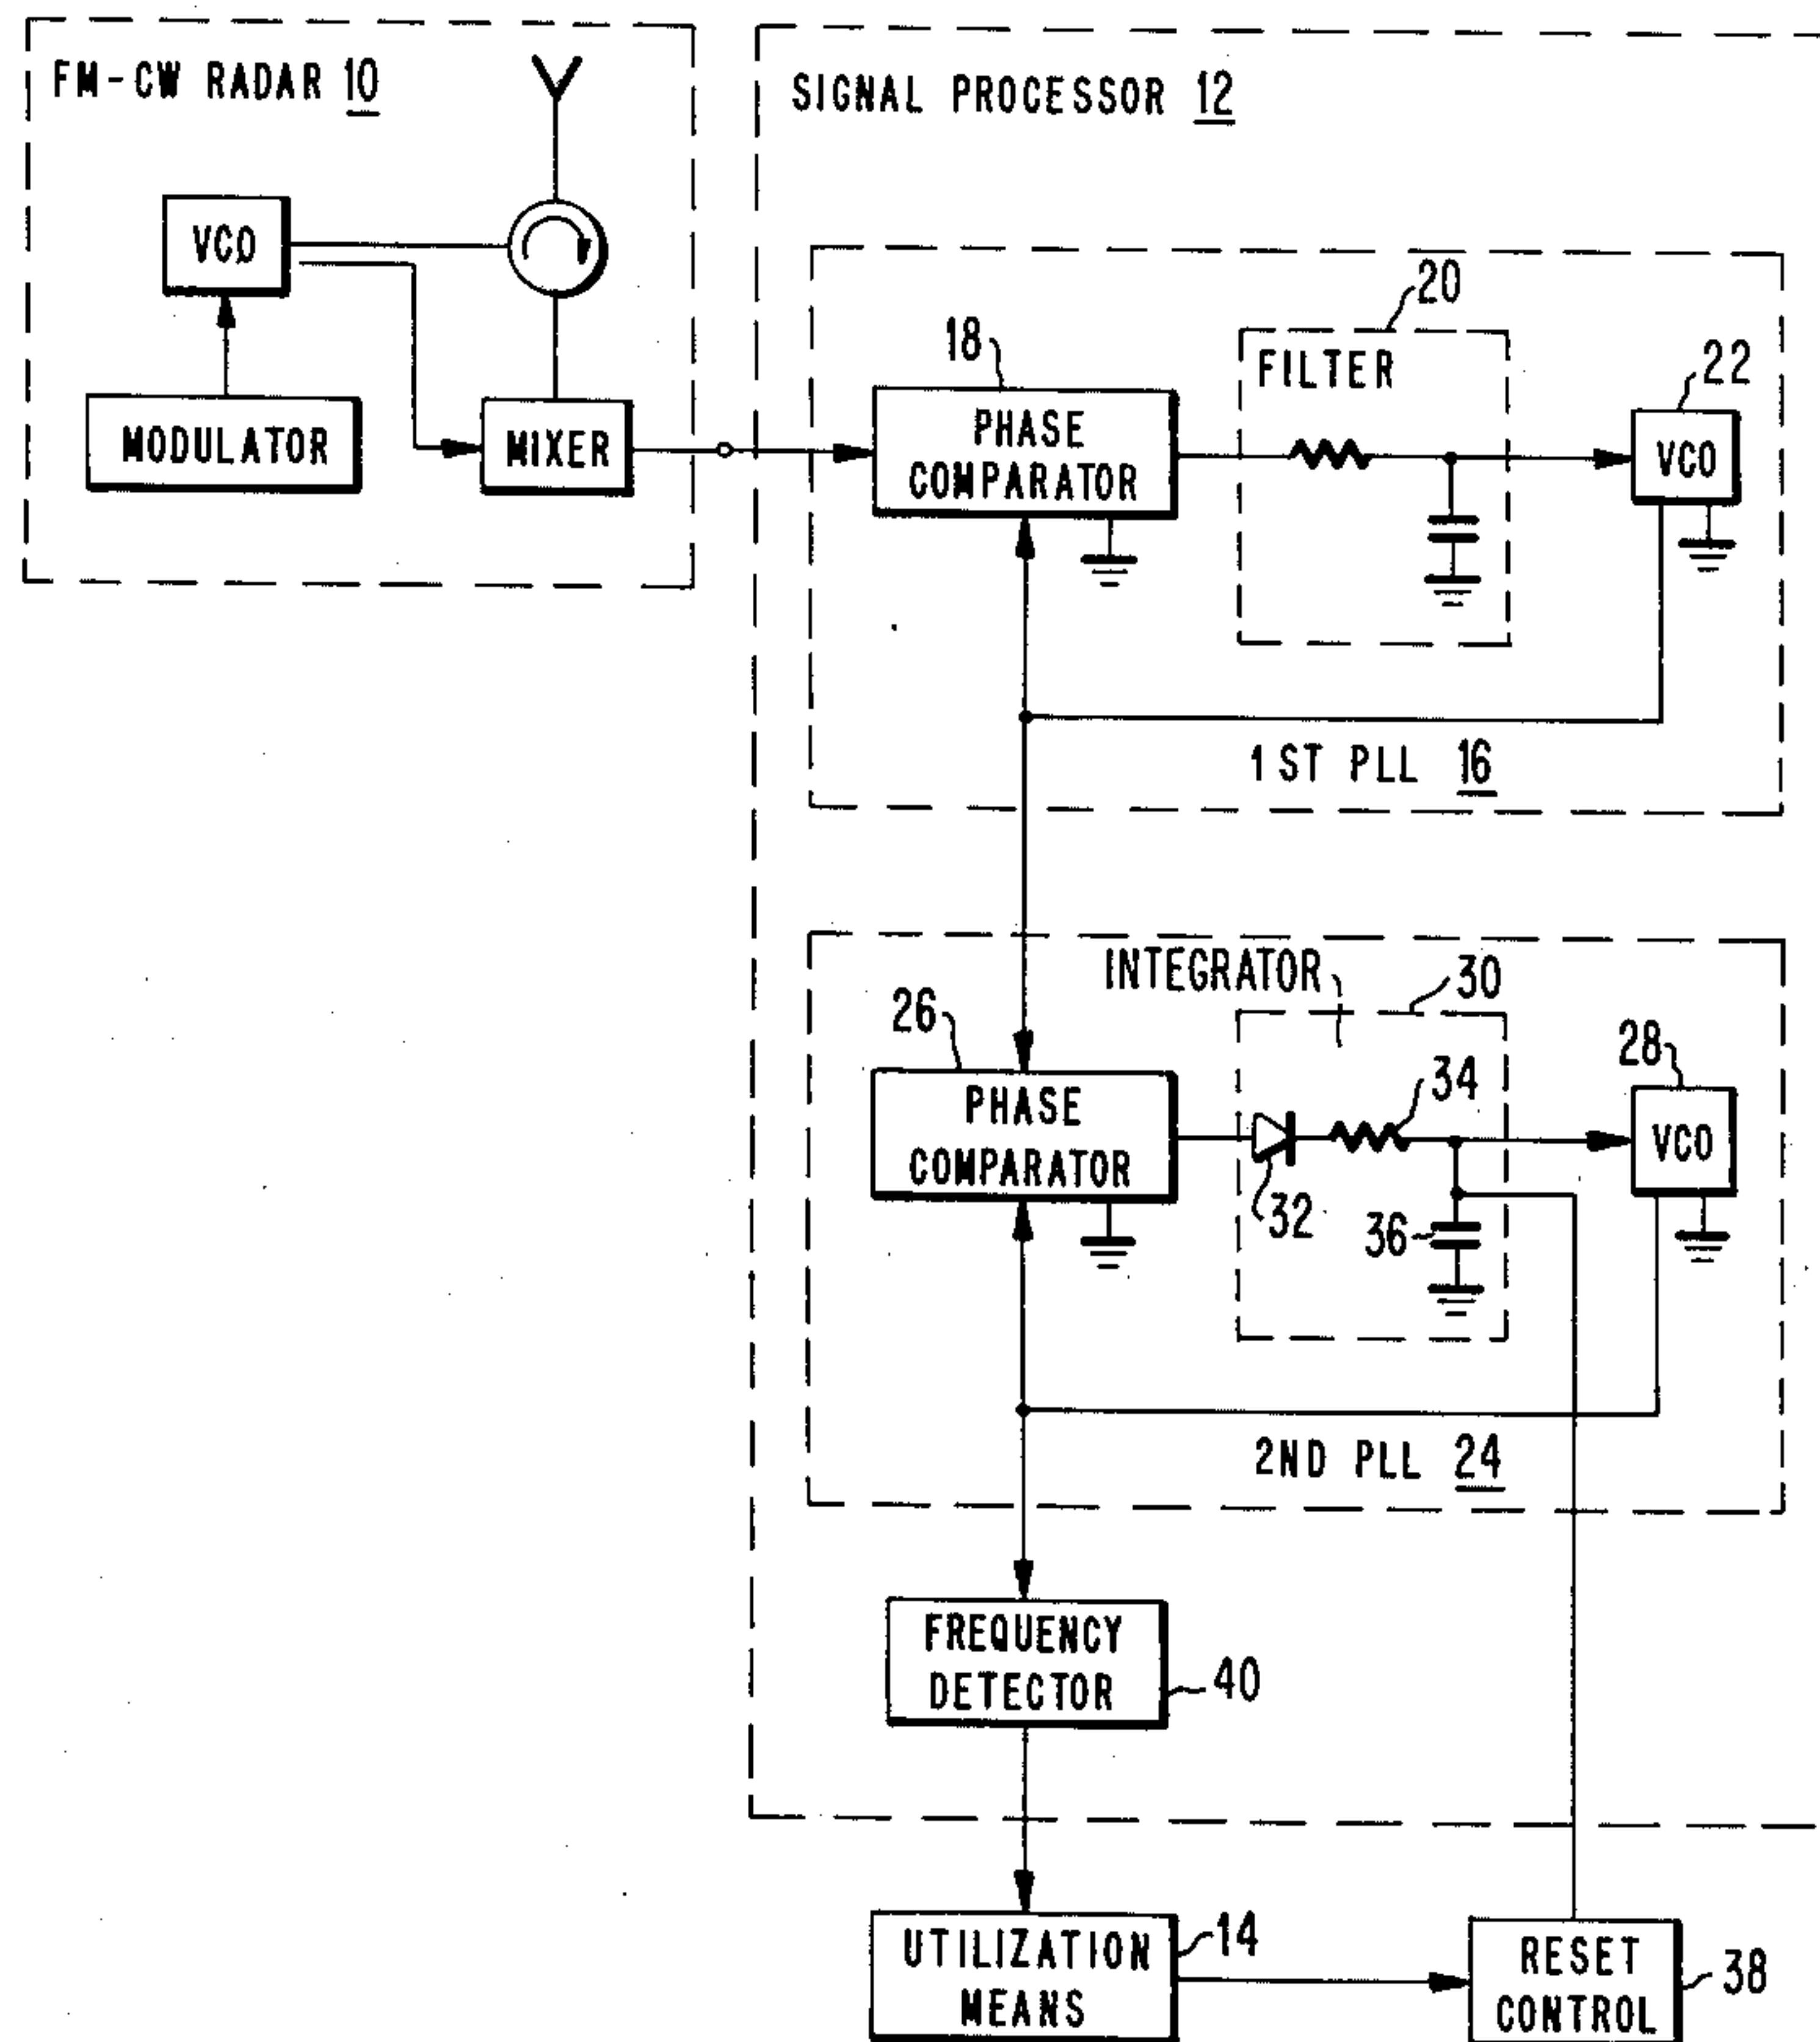 FM-CW RADAR 10
VCO
MODULATOR
MIXER
SIGNAL PROCESSOR 12
18
PHASE
COMPARATOR
20
FILTER
22
VCO
1ST PLL 16
INTEGRATOR
30
26
PHASE
COMPARATOR
32
34
36
28
VCO
2ND PLL 24
FREQUENCY
DETECTOR
40
UTILIZATION
MEANS
14
RESET
CONTROL
38